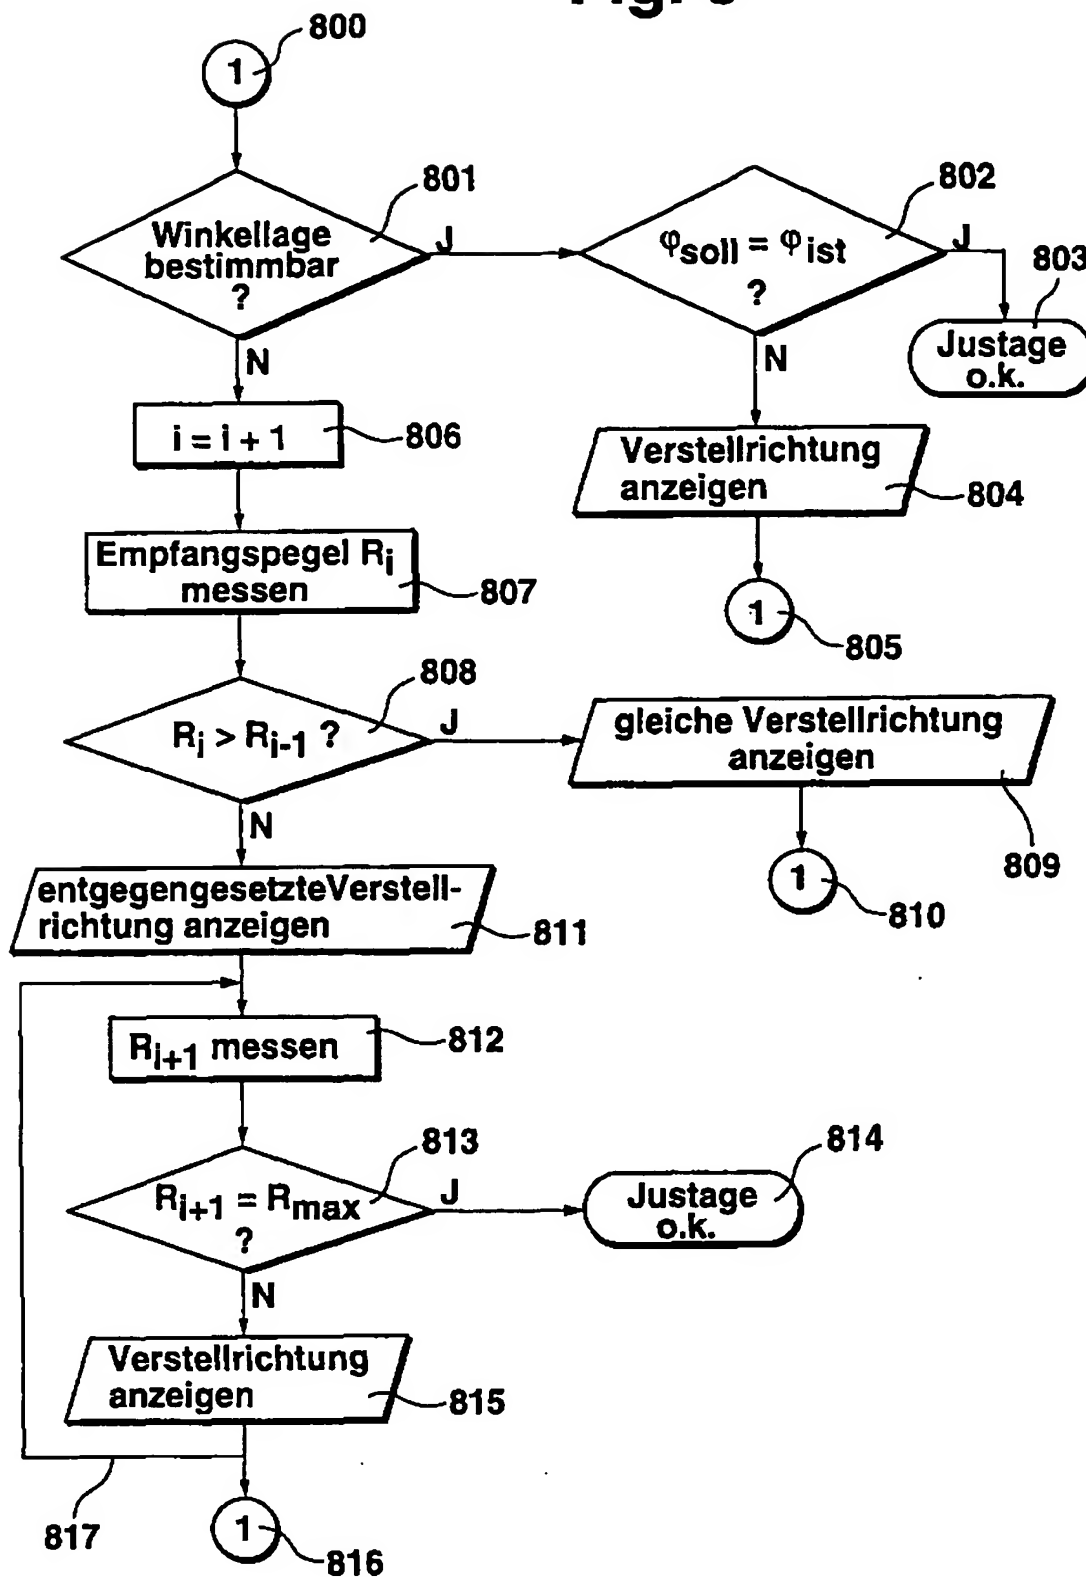 800
1
801
Winkellage
bestimmbar
?
J
802
φsoll = φist
?
J
803
Justage
o.k.
N
N
i = i + 1
806
Verstellrichtung
anzeigen
804
Empfangspegel Ri
messen
807
1
805
808
Ri > Ri-1 ?
J
gleiche Verstellrichtung
anzeigen
809
N
1
810
entgegengesetzteVerstell-
richtung anzeigen
811
Ri+1 messen
812
813
Ri+1 = Rmax
?
J
814
Justage
o.k.
N
Verstellrichtung
anzeigen
815
817
1
816